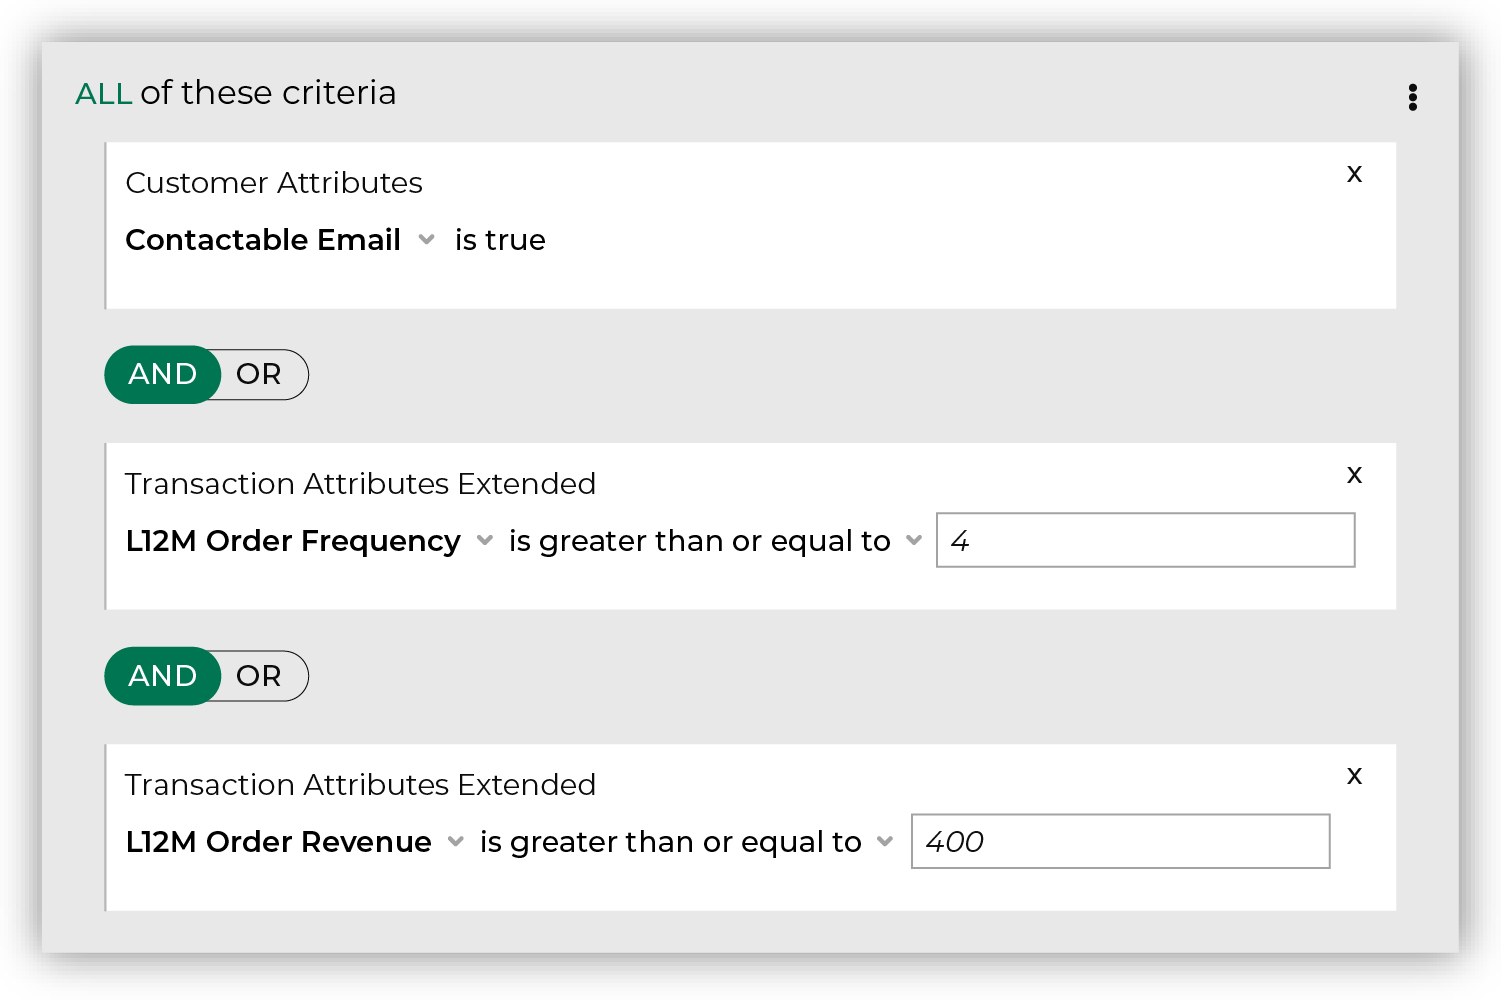 ALL of these criteria
Customer Attributes
x
Contactable Email is true
AND OR
Transaction Attributes Extended
x
L12M Order Frequency is greater than or equal to 4
AND OR
Transaction Attributes Extended
x
L12M Order Revenue is greater than or equal to 400